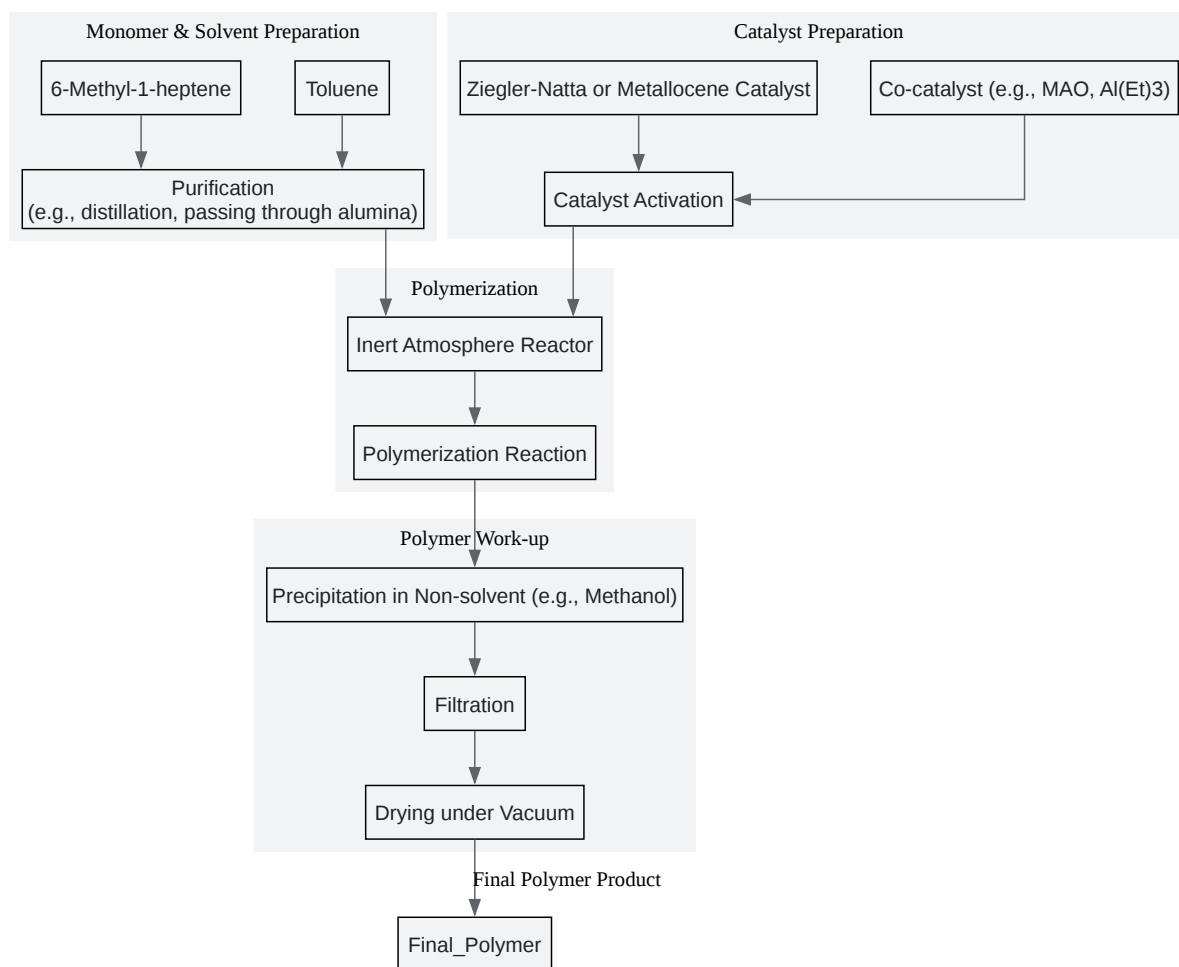 Monomer & Solvent Preparation
6-Methyl-1-heptene
Toluene
Purification
(e.g., distillation, passing through alumina)
Catalyst Preparation
Ziegler-Natta or Metallocene Catalyst
Co-catalyst (e.g., MAO, Al(Et)3)
Catalyst Activation
Polymerization
Inert Atmosphere Reactor
Polymerization Reaction
Polymer Work-up
Precipitation in Non-solvent (e.g., Methanol)
Filtration
Drying under Vacuum
Final Polymer Product
Final_Polymer